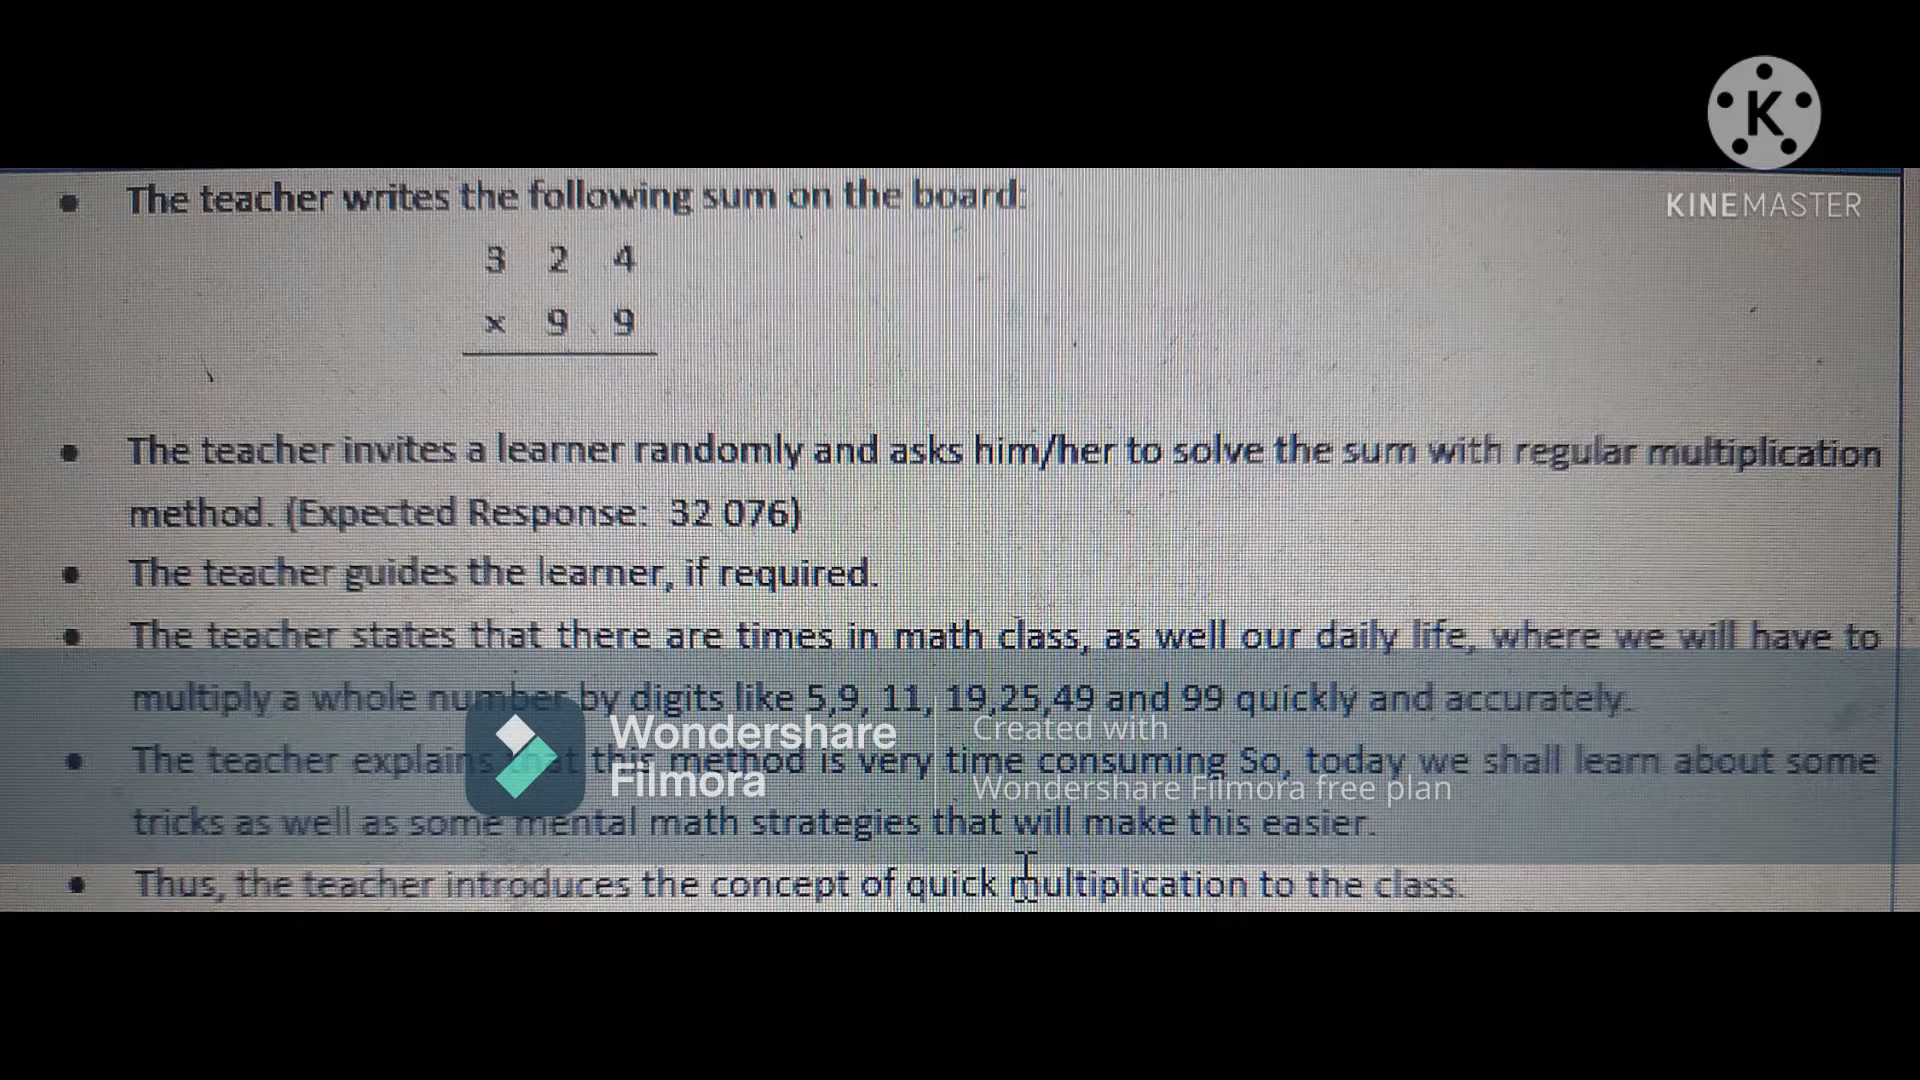 K
KINEMASTER
• The teacher writes the following sum on the board:
3 2 4
x 9 9
• The teacher invites a learner randomly and asks him/her to solve the sum with regular multiplication
method. (Expected Response: 32 076)
• The teacher guides the learner, if required.
• The teacher states that there are times in math class, as well our daily life, where we will have to
multiply a whole number by digits like 5,9, 11, 19,25,49 and 99 quickly and accurately.
• The teacher explains that this method is very time consuming So, today we shall learn about some
tricks as well as some mental math strategies that will make this easier.
• Thus, the teacher introduces the concept of quick multiplication to the class.
Wondershare
Filmora
Created with
Wondershare Filmora free plan